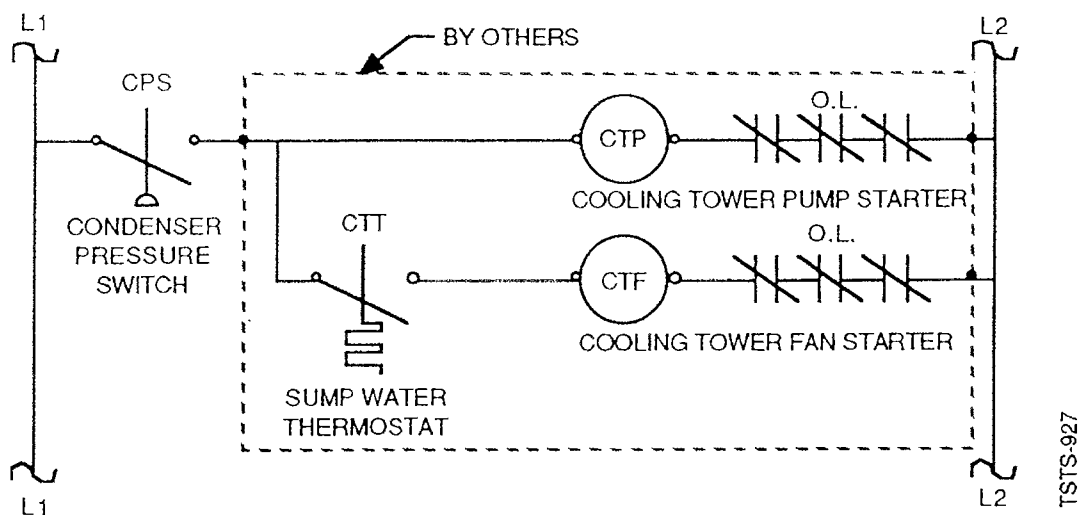 L1
L2
BY OTHERS
CPS
O.L.
CTP
CONDENSER
PRESSURE
SWITCH
COOLING TOWER PUMP STARTER
CTT
O.L.
CTF
COOLING TOWER FAN STARTER
SUMP WATER
THERMOSTAT
L1
L2
TSTS-927